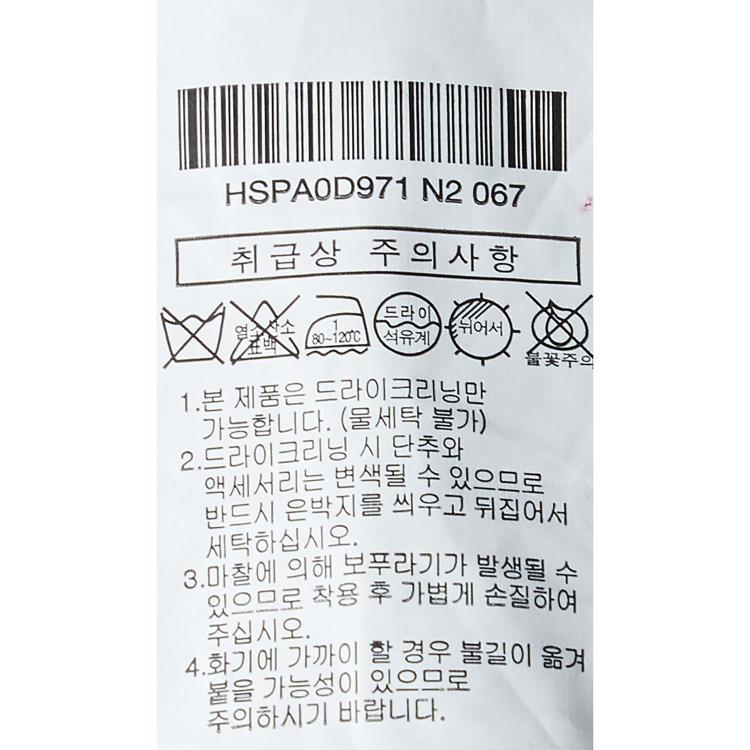 HSPA0D971 N2 067
취급상 주의사항
염소산소
표백
1
80~120℃
드라이
석유계
뉘어서
불꽃주의
1.본 제품은 드라이크리닝만
가능합니다. (물세탁 불가)
2.드라이크리닝 시 단추와
액세서리는 변색될 수 있으므로
반드시 은박지를 씌우고 뒤집어서
세탁하십시오.
3.마찰에 의해 보푸라기가 발생될 수
있으므로 착용 후 가볍게 손질하여
주십시오.
4.화기에 가까이 할 경우 불길이 옮겨
붙을 가능성이 있으므로
주의하시기 바랍니다.